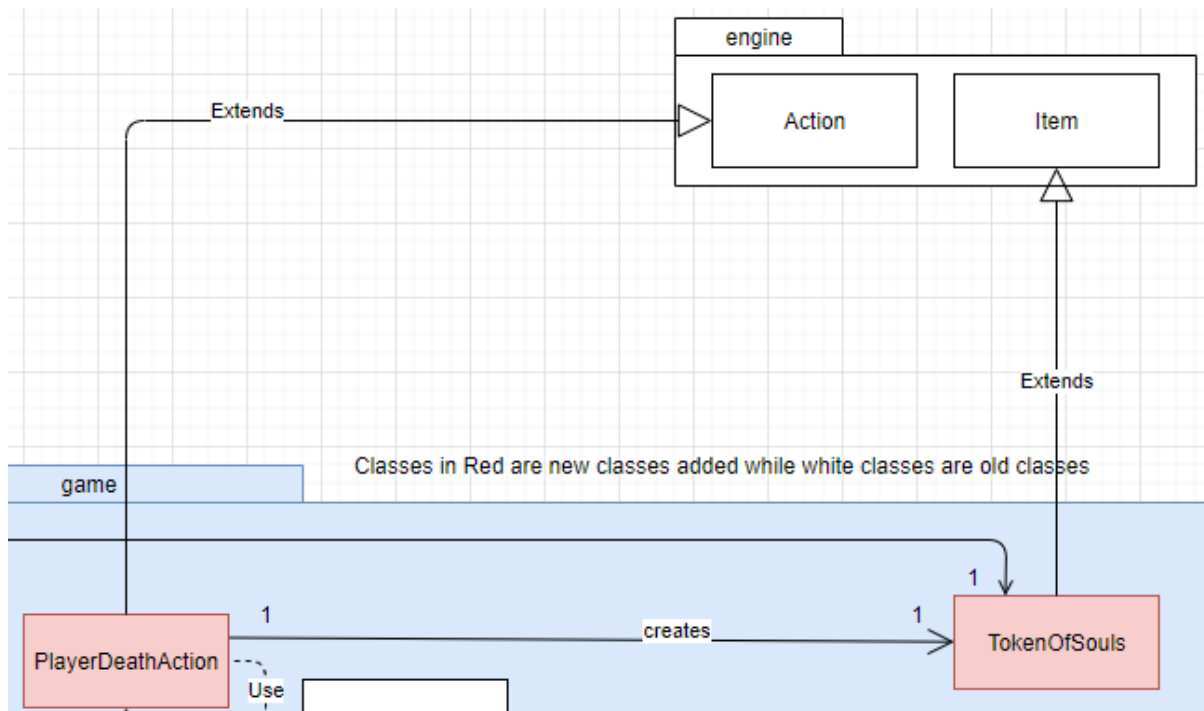 engine
Extends
Action
Item
Extends
Classes in Red are new classes added while white classes are old classes
game
1
1
1
creates
PlayerDeathAction
TokenOfSouls
Use